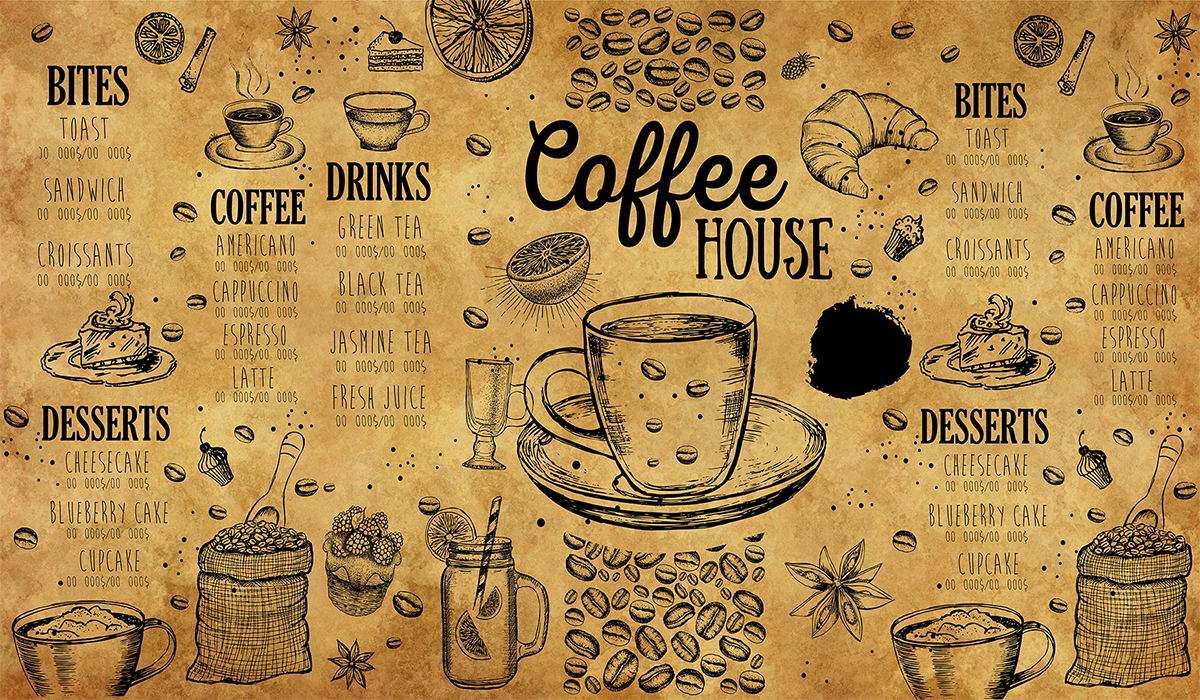 BITES
TOAST
00 000$/00 000$
SANDWICH
00 000$/00 000$
CROISSANTS
00 000$/00 000$
DESSERTS
CHEESECAKE
00 000$/00 000$
BLUEBERRY CAKE
00 000$/00 000$
CUPCAKE
00 000$/00 000$
COFFEE
AMERICANO
00 000$/00 000$
CAPPUCCINO
00 000$/00 000$
ESPRESSO
00 000$/00 000$
LATTE
00 000$/00 000$
DRINKS
GREEN TEA
00 000$/00 000$
BLACK TEA
00 000$/00 000$
JASMINE TEA
00 000$/00 000$
FRESH JUICE
00 000$/00 000$
Coffee
HOUSE
BITES
TOAST
00 000$/00 000$
SANDWICH
00 000$/00 000$
CROISSANTS
00 000$/00 000$
DESSERTS
CHEESECAKE
00 000$/00 000$
BLUEBERRY CAKE
00 000$/00 000$
CUPCAKE
00 000$/00 000$
COFFEE
AMERICANO
00 000$/00 000$
CAPPUCCINO
00 000$/00 000$
ESPRESSO
00 000$/00 000$
LATTE
00 000$/00 000$